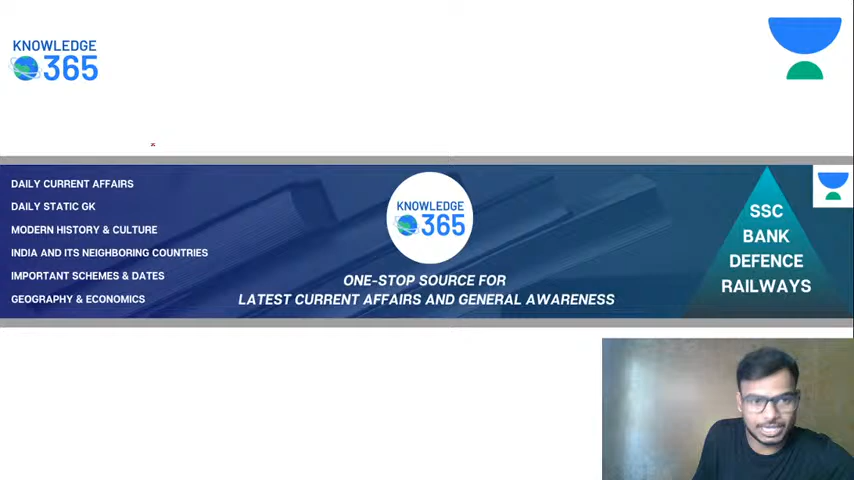 KNOWLEDGE
365
DAILY CURRENT AFFAIRS
DAILY STATIC GK
MODERN HISTORY & CULTURE
INDIA AND ITS NEIGHBORING COUNTRIES
IMPORTANT SCHEMES & DATES
GEOGRAPHY & ECONOMICS
KNOWLEDGE
365
ONE-STOP SOURCE FOR
LATEST CURRENT AFFAIRS AND GENERAL AWARENESS
SSC
BANK
DEFENCE
RAILWAYS